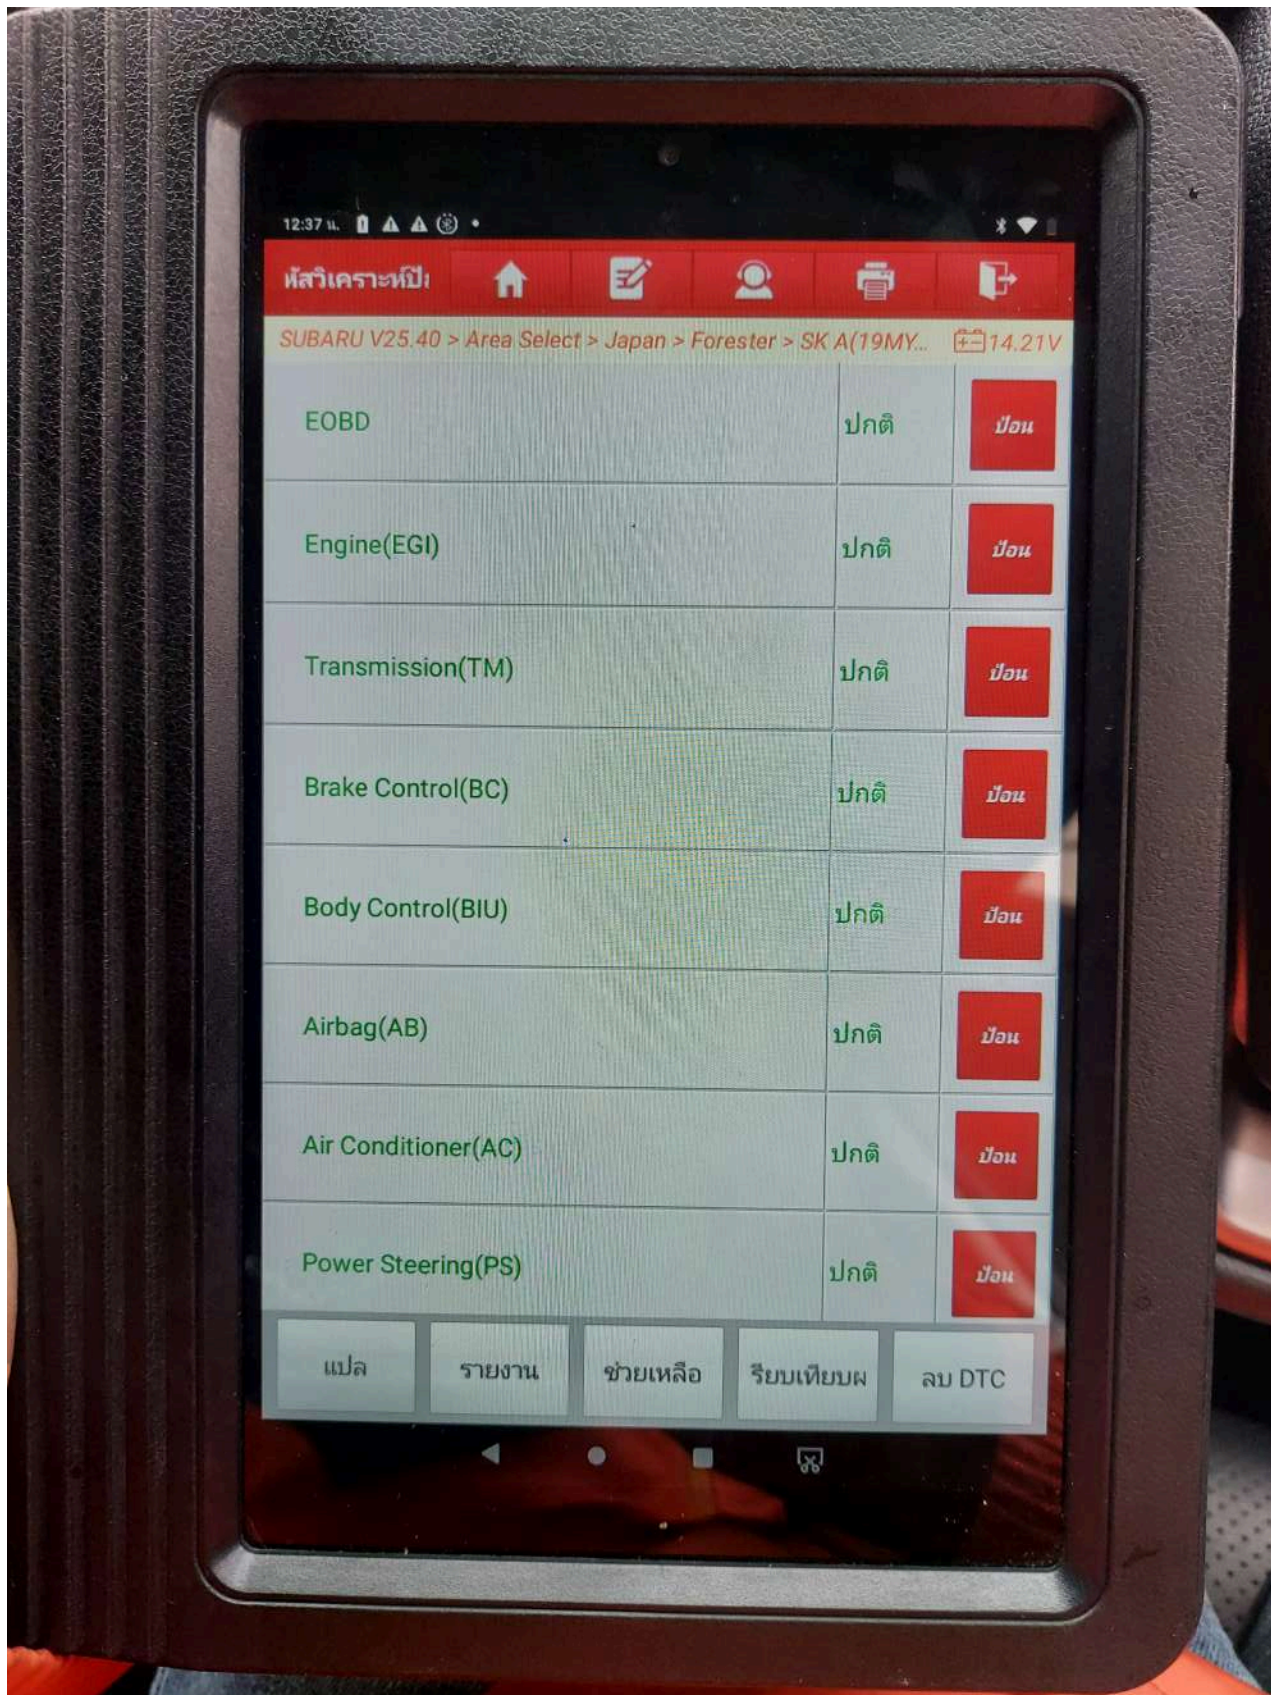 12:37 น.
หัสวิเคราะห์ปั
SUBARU V25.40 > Area Select > Japan > Forester > SK A(19MY... 14.21V
EOBD ปกติ ป้อน
Engine(EGI) ปกติ ป้อน
Transmission(TM) ปกติ ป้อน
Brake Control(BC) ปกติ ป้อน
Body Control(BIU) ปกติ ป้อน
Airbag(AB) ปกติ ป้อน
Air Conditioner(AC) ปกติ ป้อน
Power Steering(PS) ปกติ ป้อน
แปล รายงาน ช่วยเหลือ รียบเทียบผ ลบ DTC